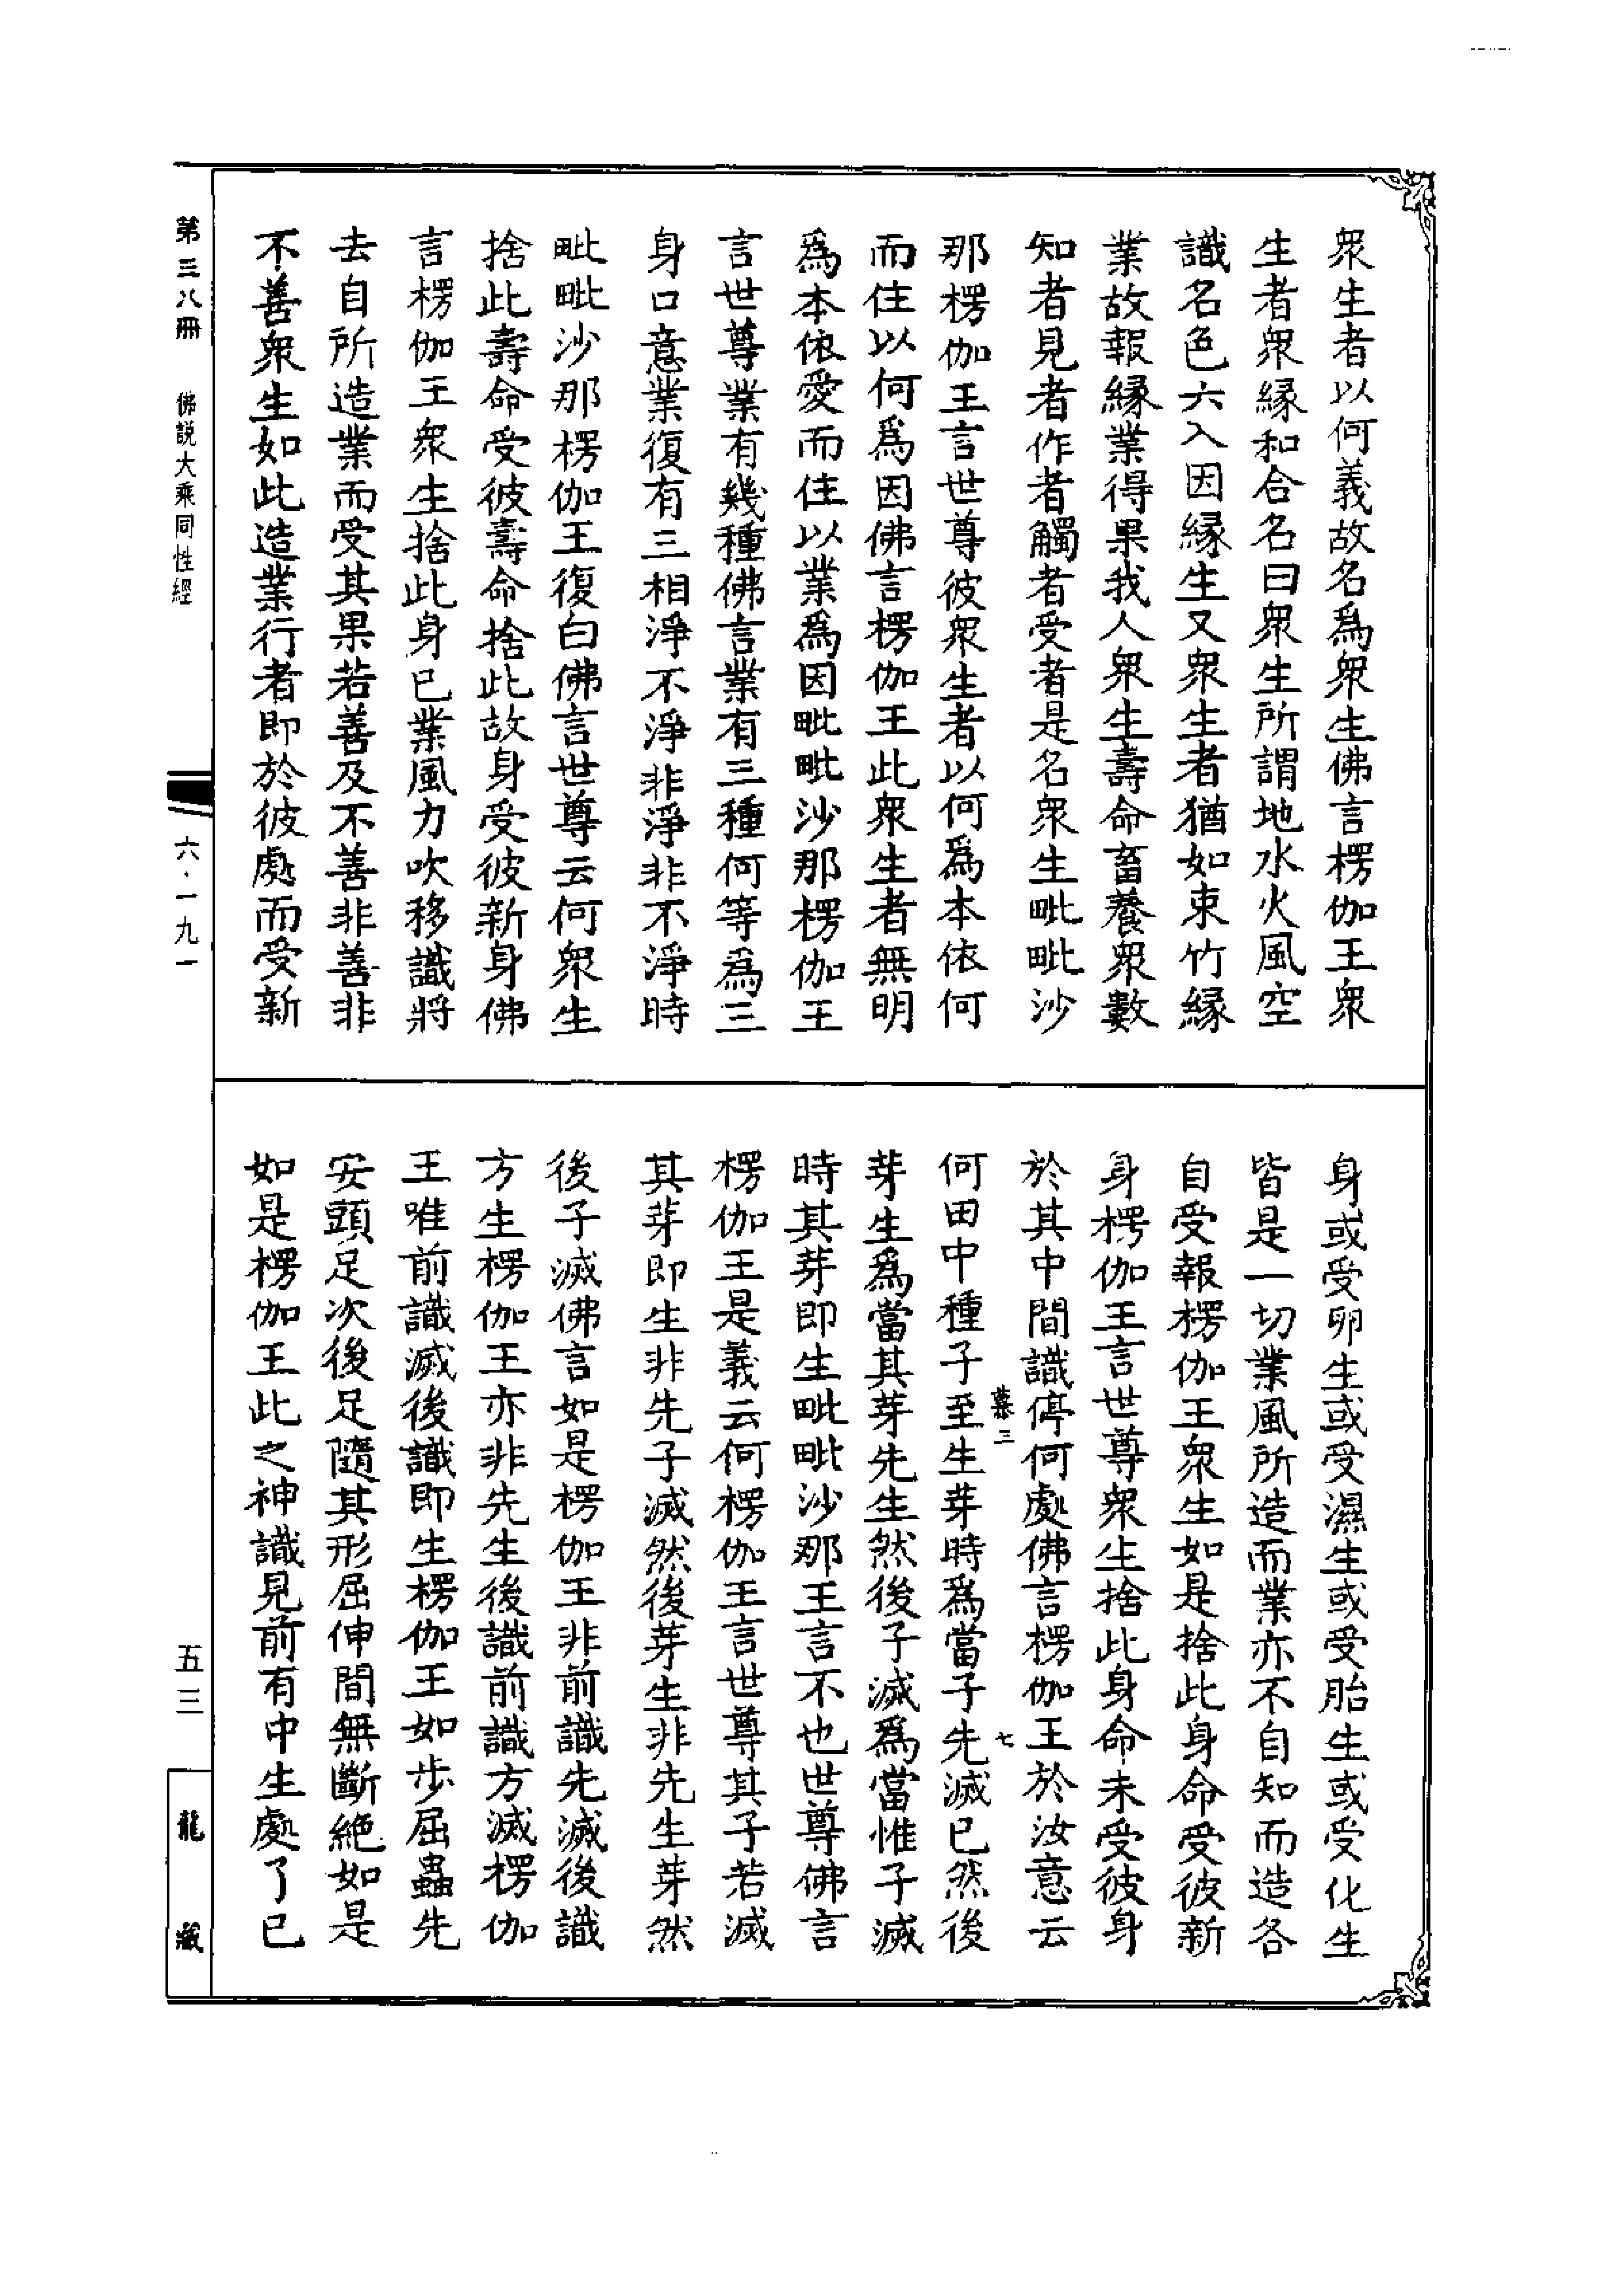 衆生者以何義故名爲衆生佛言楞伽王衆
生者衆縁和合名曰衆生所謂地水火風空
識名色六入因縁生又衆生者猶如束竹縁
業故報縁業得果我人衆生壽命畜養衆數
知者見者作者觸者受者是名衆生毗毗沙
那楞伽王言世尊彼衆生者以何爲本依何
而住以何爲因佛言楞伽王此衆生者無明
爲本依愛而住以業爲因毗毗沙那楞伽王
言世尊業有幾種佛言業有三種何等爲三
身口意業復有三相淨不淨非淨非不淨時
毗毗沙那楞伽王復白佛言世尊云何衆生
捨此壽命受彼壽命捨此故身受彼新身佛
言楞伽王衆生捨此身已業風力吹移識將
去自所造業而受其果若善及不善非善非
不善衆生如此造業行者即於彼處而受新
身或受卵生或受濕生或受胎生或受化生
皆是一切業風所造而業亦不自知而造各
自受報楞伽王衆生如是捨此身命受彼新
身楞伽王言世尊衆生捨此身命未受彼身
於其中間識停何處佛言楞伽王於汝意云
慕三 七
何田中種子至生芽時爲當子先滅已然後
芽生爲當其芽先生然後子滅爲當惟子滅
時其芽即生毗毗沙那王言不也世尊佛言
楞伽王是義云何楞伽王言世尊其子若滅
其芽即生非先子滅然後芽生非先生芽然
後子滅佛言如是楞伽王非前識先滅後識
方生楞伽王亦非先生後識前識方滅楞伽
王唯前識滅後識即生楞伽王如步屈蟲先
安頭足次後足隨其形屈伸間無斷絶如是
如是楞伽王此之神識見前有中生處了已
第三八冊 佛説大乘同性經
六·一九一
五三
龍藏